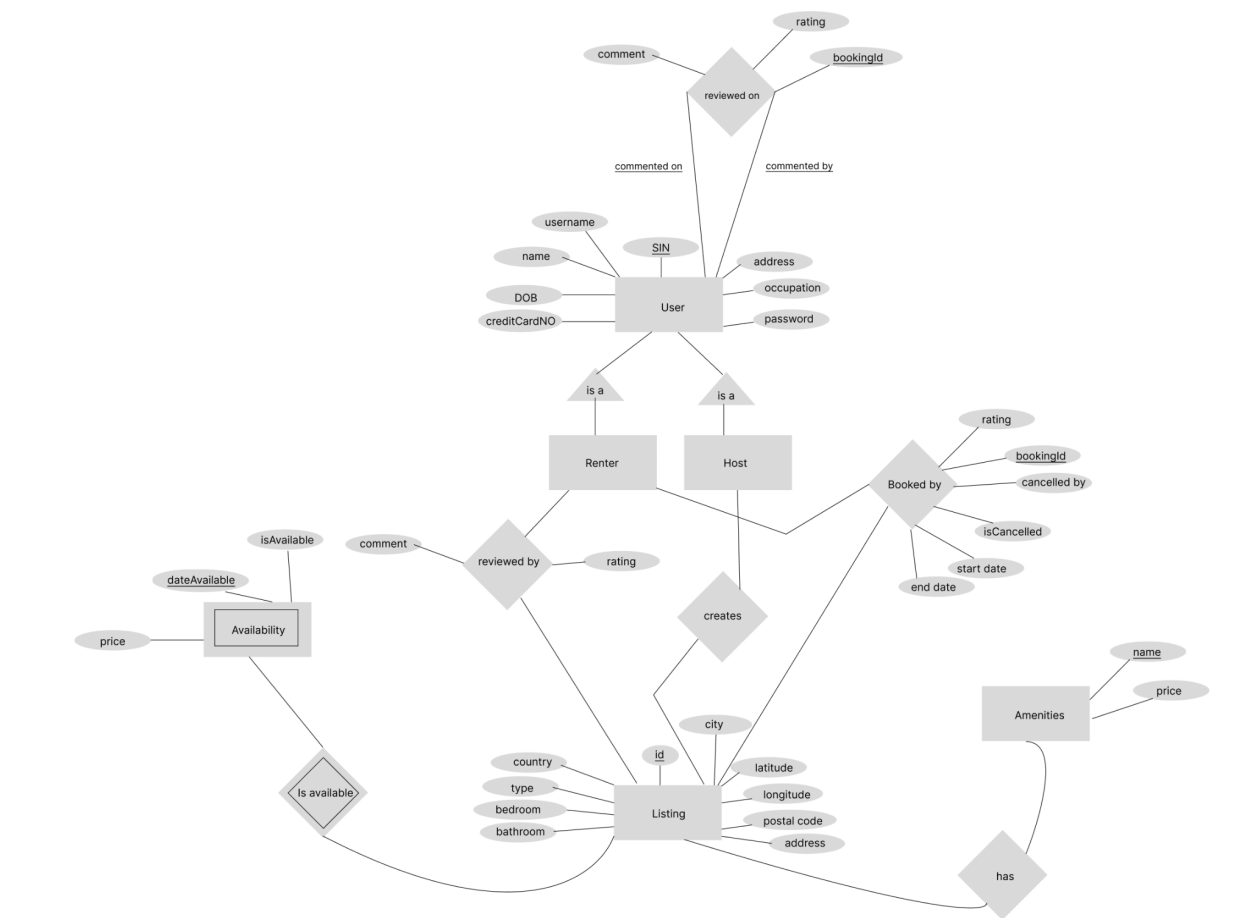 rating
comment
bookingId
reviewed on
commented on
commented by
username
SIN
name
address
DOB
occupation
creditCardNO
User
password
is a
is a
rating
Renter
Host
bookingId
Booked by
cancelled by
isCancelled
isAvailable
comment
reviewed by
rating
start date
dateAvailable
end date
creates
Availability
price
name
price
Amenities
city
id
country
latitude
type
Is available
longitude
bedroom
Listing
postal code
bathroom
address
has